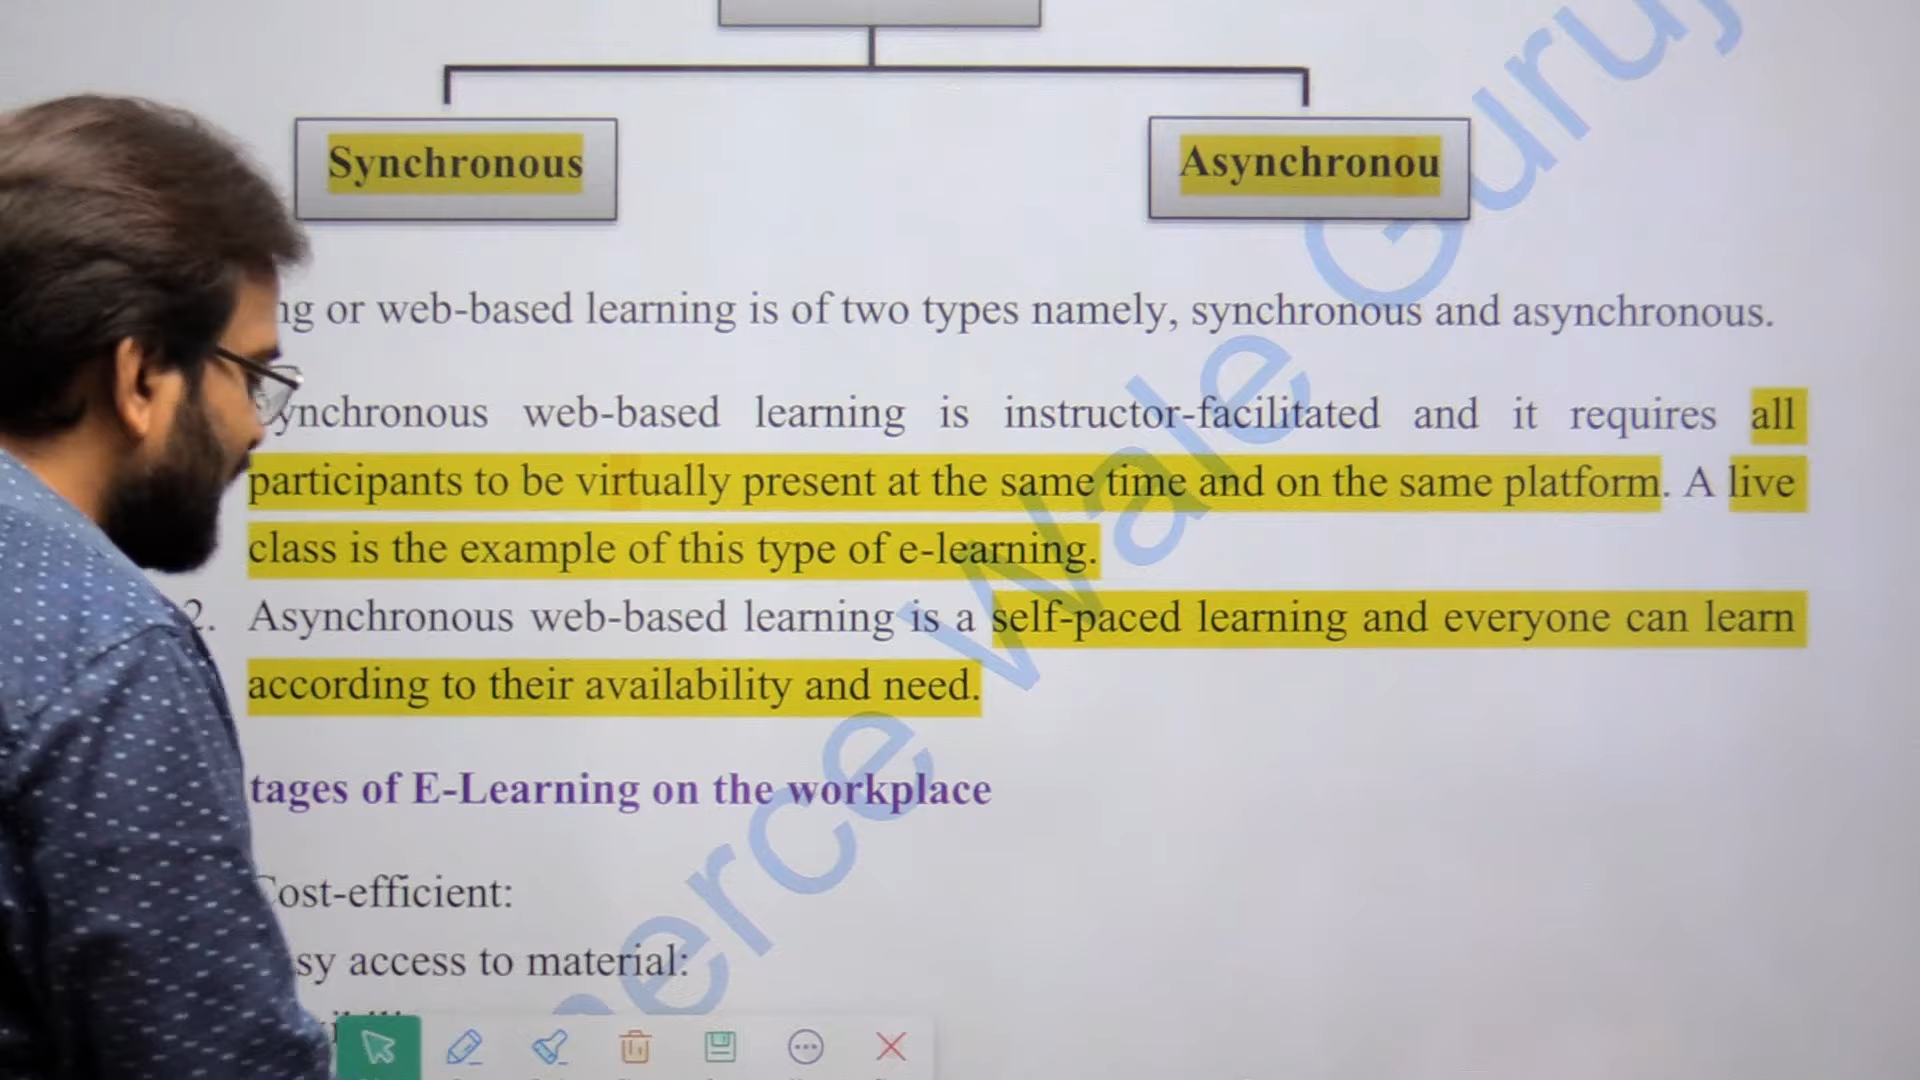 Synchronous
Asynchronou
or web-based learning is of two types namely, synchronous and asynchronous.
ynchronous web-based learning is instructor-facilitated and it requires all
participants to be virtually present at the same time and on the same platform. A live
class is the example of this type of e-learning.
2. Asynchronous web-based learning is a self-paced learning and everyone can learn
according to their availability and need.
tages of E-Learning on the workplace
ost-efficient:
sy access to material:
erce Wale Guruj